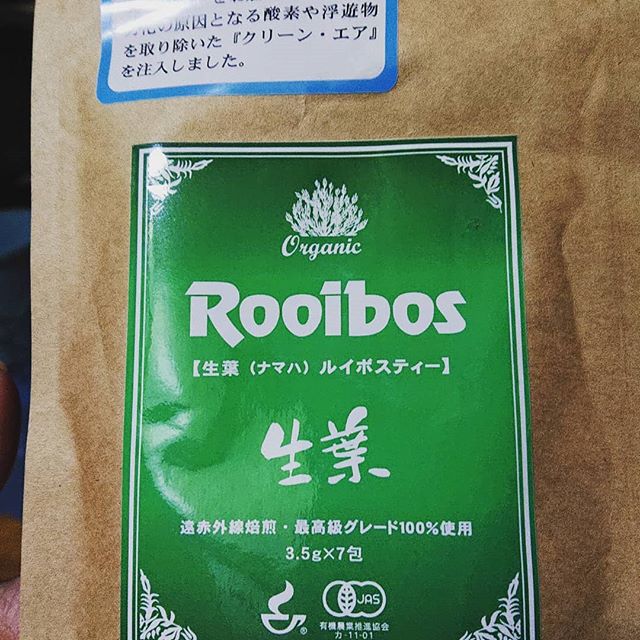 化の原因となる酸素や浮遊物
を取り除いた『クリーン・エア』
を注入しました。
Organic
Rooibos
【生葉（ナマハ）ルイボスティー】
生葉
遠赤外線焙煎・最高級グレード100%使用
3.5g×7包
JAS
有機農業推進協会
カ-11-01